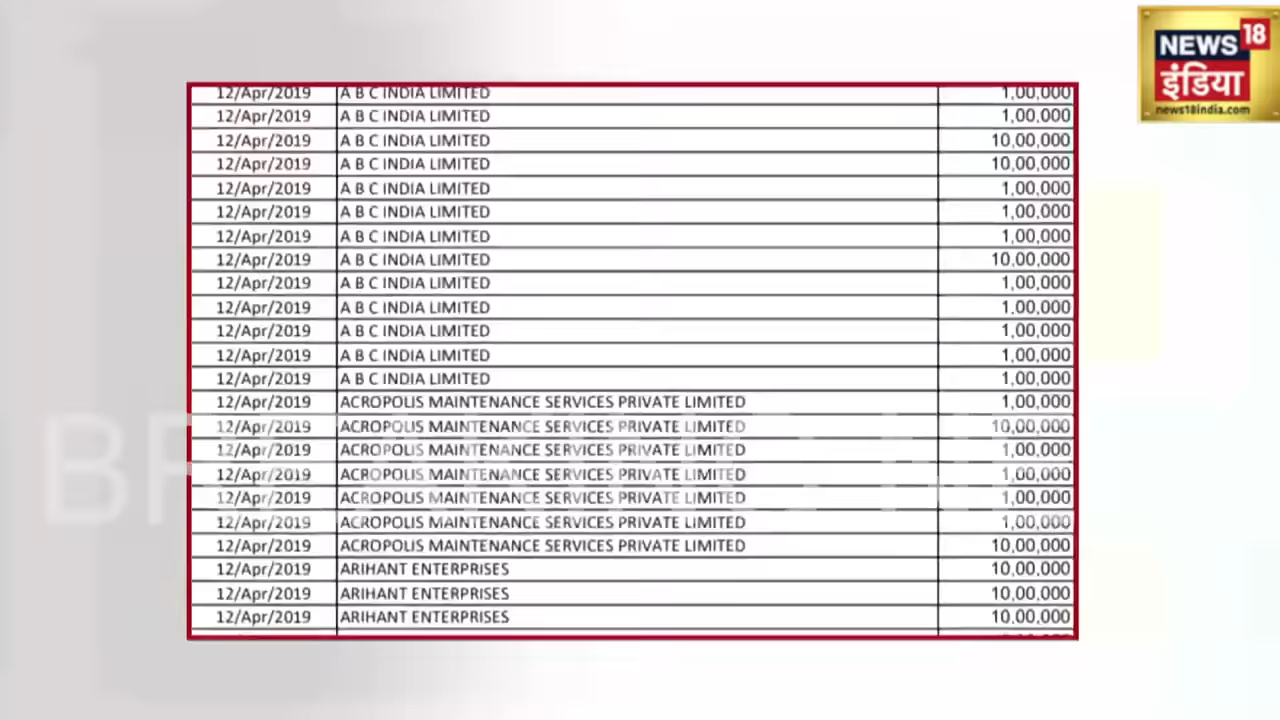 NEWS 18
इंडिया
news18india.com
12/Apr/2019 A B C INDIA LIMITED 1,00,000
12/Apr/2019 A B C INDIA LIMITED 1,00,000
12/Apr/2019 A B C INDIA LIMITED 10,00,000
12/Apr/2019 A B C INDIA LIMITED 10,00,000
12/Apr/2019 A B C INDIA LIMITED 1,00,000
12/Apr/2019 A B C INDIA LIMITED 1,00,000
12/Apr/2019 A B C INDIA LIMITED 1,00,000
12/Apr/2019 A B C INDIA LIMITED 10,00,000
12/Apr/2019 A B C INDIA LIMITED 1,00,000
12/Apr/2019 A B C INDIA LIMITED 1,00,000
12/Apr/2019 A B C INDIA LIMITED 1,00,000
12/Apr/2019 A B C INDIA LIMITED 1,00,000
12/Apr/2019 A B C INDIA LIMITED 1,00,000
12/Apr/2019 ACROPOLIS MAINTENANCE SERVICES PRIVATE LIMITED 1,00,000
12/Apr/2019 ACROPOLIS MAINTENANCE SERVICES PRIVATE LIMITED 10,00,000
12/Apr/2019 ACROPOLIS MAINTENANCE SERVICES PRIVATE LIMITED 1,00,000
12/Apr/2019 ACROPOLIS MAINTENANCE SERVICES PRIVATE LIMITED 1,00,000
12/Apr/2019 ACROPOLIS MAINTENANCE SERVICES PRIVATE LIMITED 1,00,000
12/Apr/2019 ACROPOLIS MAINTENANCE SERVICES PRIVATE LIMITED 1,00,000
12/Apr/2019 ACROPOLIS MAINTENANCE SERVICES PRIVATE LIMITED 10,00,000
12/Apr/2019 ARIHANT ENTERPRISES 10,00,000
12/Apr/2019 ARIHANT ENTERPRISES 10,00,000
12/Apr/2019 ARIHANT ENTERPRISES 10,00,000